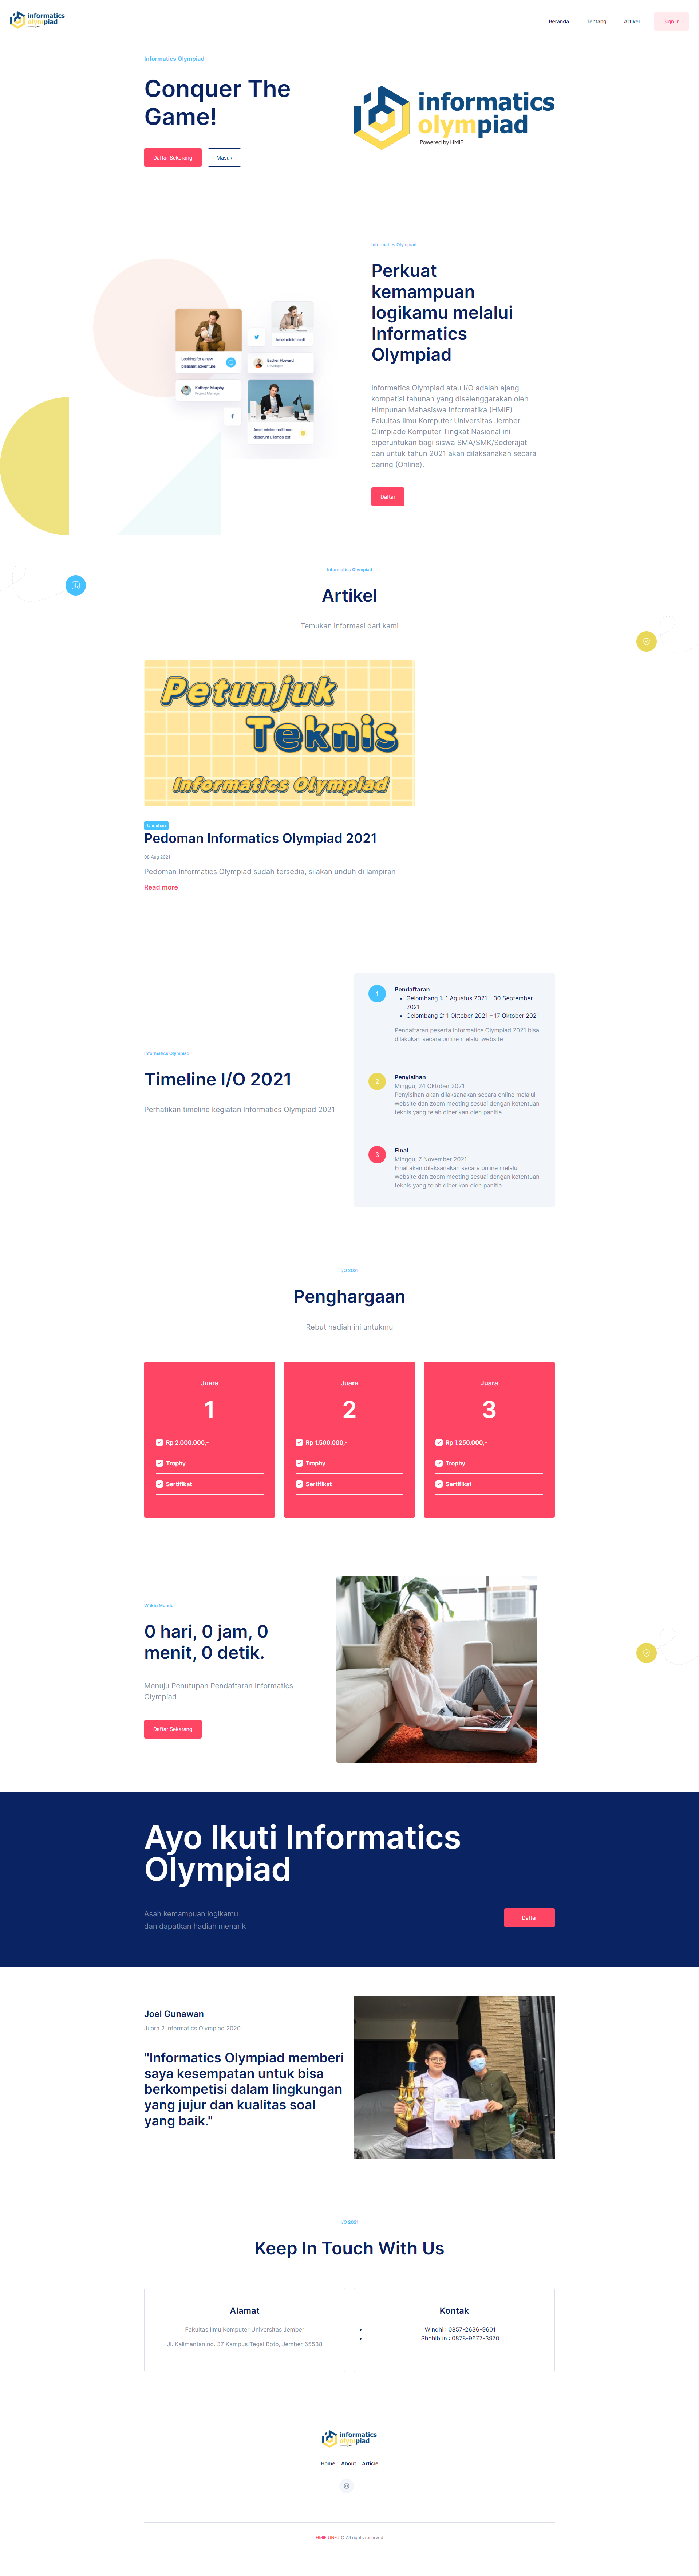 informatics
olympiad
Beranda
Tentang
Artikel
Sign In
Informatics Olympiad
Conquer The
Game!
Daftar Sekarang
Masuk
informatics
olympiad
Powered by HMIF
Informatics Olympiad
Perkuat
kemampuan
logikamu melalui
Informatics
Olympiad
Informatics Olympiad atau I/O adalah ajang
kompetisi tahunan yang diselenggarakan oleh
Himpunan Mahasiswa Informatika (HMIF)
Fakultas Ilmu Komputer Universitas Jember.
Olimpiade Komputer Tingkat Nasional ini
diperuntukan bagi siswa SMA/SMK/Sederajat
dan untuk tahun 2021 akan dilaksanakan secara
daring (Online).
Daftar
Looking for a new
pleasant adventure
Amet minim molt
Esther Howard
Developer
Kathryn Murphy
Project Manager
Amet minim mollit non
deserunt ullamco est
Informatics Olympiad
Artikel
Temukan informasi dari kami
Petunjuk
Teknis
Informatics Olympiad
Unduhan
Pedoman Informatics Olympiad 2021
09 Aug 2021
Pedoman Informatics Olympiad sudah tersedia, silakan unduh di lampiran
Read more
Informatics Olympiad
Timeline I/O 2021
Perhatikan timeline kegiatan Informatics Olympiad 2021
1
Pendaftaran
• Gelombang 1: 1 Agustus 2021 – 30 September
2021
• Gelombang 2: 1 Oktober 2021 – 17 Oktober 2021
Pendaftaran peserta Informatics Olympiad 2021 bisa
dilakukan secara online melalui website
2
Penyisihan
Minggu, 24 Oktober 2021
Penyisihan akan dilaksanakan secara online melalui
website dan zoom meeting sesuai dengan ketentuan
teknis yang telah diberikan oleh panitia
3
Final
Minggu, 7 November 2021
Final akan dilaksanakan secara online melalui
website dan zoom meeting sesuai dengan ketentuan
teknis yang telah diberikan oleh panitia.
I/O 2021
Penghargaan
Rebut hadiah ini untukmu
Juara
1
Rp 2.000.000,-
Trophy
Sertifikat
Juara
2
Rp 1.500.000,-
Trophy
Sertifikat
Juara
3
Rp 1.250.000,-
Trophy
Sertifikat
Waktu Mundur
0 hari, 0 jam, 0
menit, 0 detik.
Menuju Penutupan Pendaftaran Informatics
Olympiad
Daftar Sekarang
Ayo Ikuti Informatics
Olympiad
Asah kemampuan logikamu
dan dapatkan hadiah menarik
Daftar
Joel Gunawan
Juara 2 Informatics Olympiad 2020
"Informatics Olympiad memberi
saya kesempatan untuk bisa
berkompetisi dalam lingkungan
yang jujur dan kualitas soal
yang baik."
I/O 2021
Keep In Touch With Us
Alamat
Fakultas Ilmu Komputer Universitas Jember
Jl. Kalimantan no. 37 Kampus Tegal Boto, Jember 65538
Kontak
• Windhi : 0857-2636-9601
• Shohibun : 0878-9677-3970
informatics
olympiad
Home
About
Article
HMIF UNEJ © All rights reserved